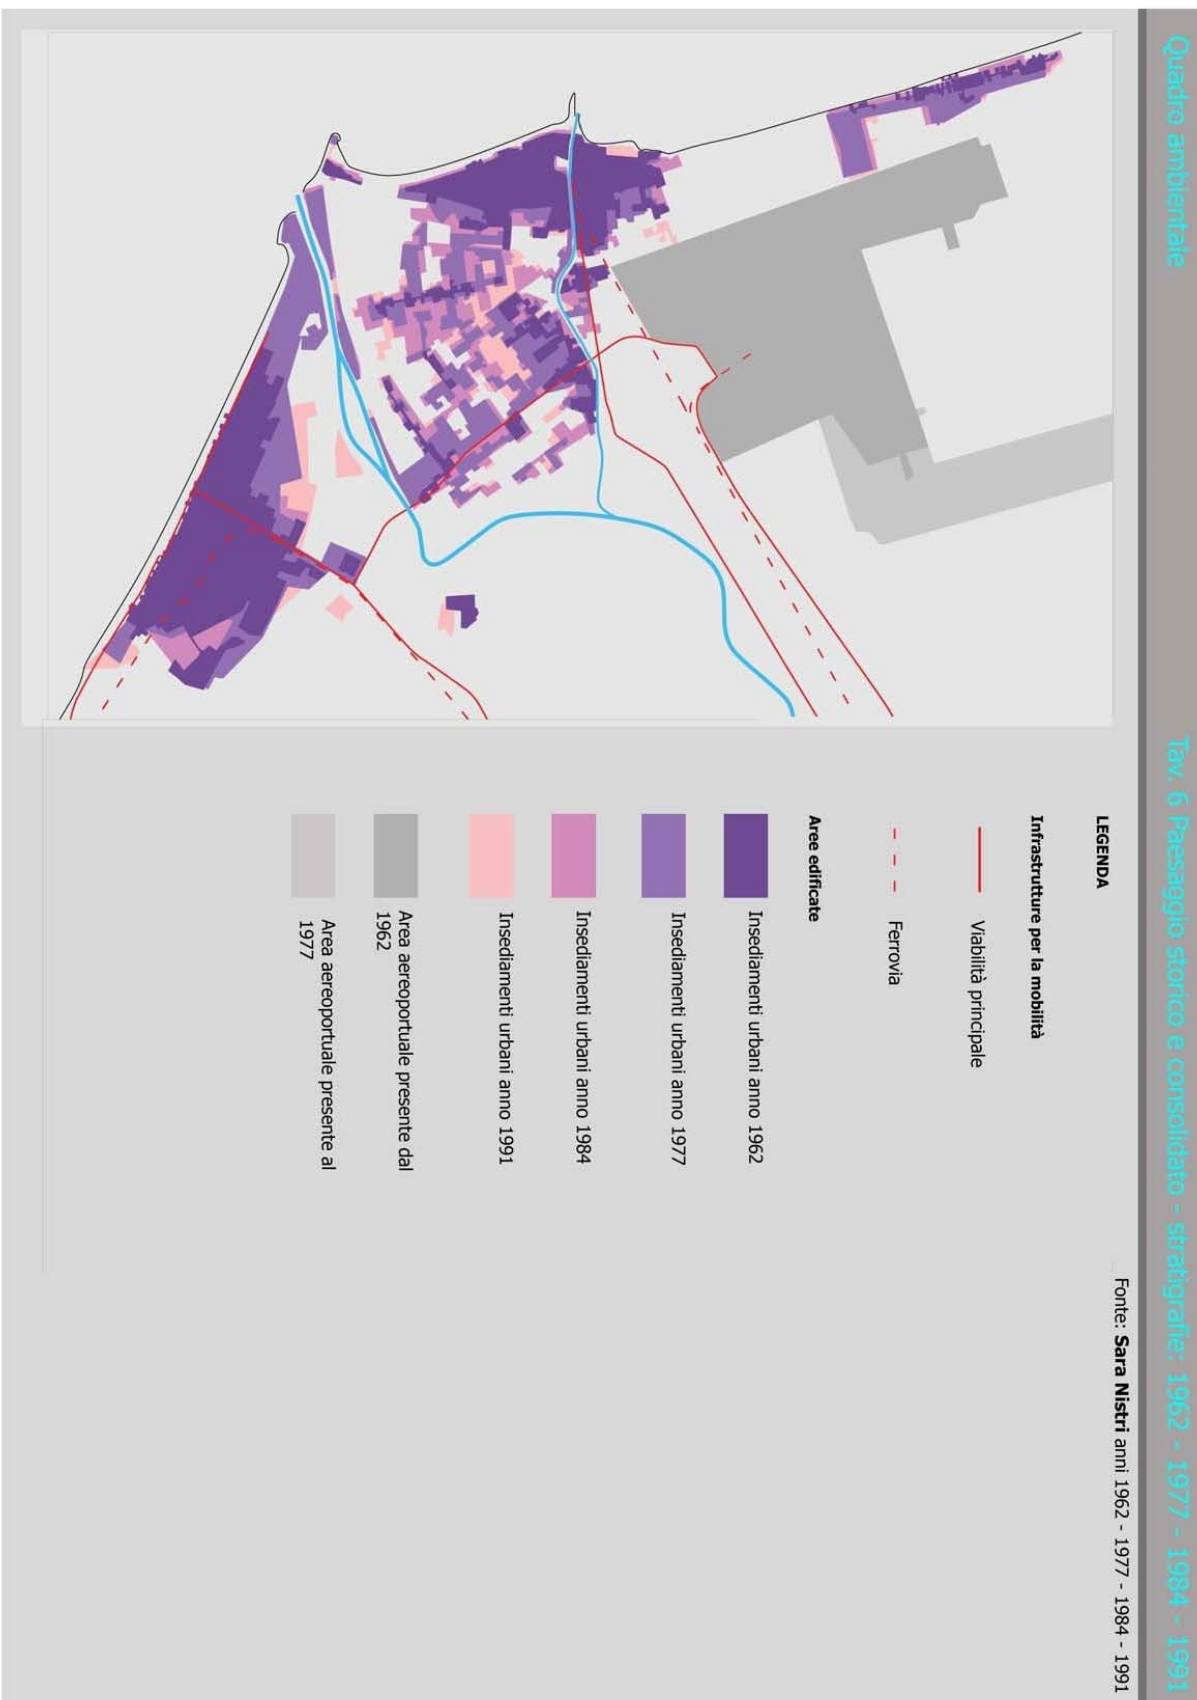 Quadro ambientale
Tav. 6 Paesaggio storico e consolidato - stratigrafie: 1962 - 1977 - 1984 - 1991
Fonte: Sara Nistri anni 1962 - 1977 - 1984 - 1991
LEGENDA
Infrastrutture per la mobilità
Viabilità principale
Ferrovia
Aree edificate
Insediamenti urbani anno 1962
Insediamenti urbani anno 1977
Insediamenti urbani anno 1984
Insediamenti urbani anno 1991
Area aereoportuale presente dal
1962
Area aereoportuale presente al
1977